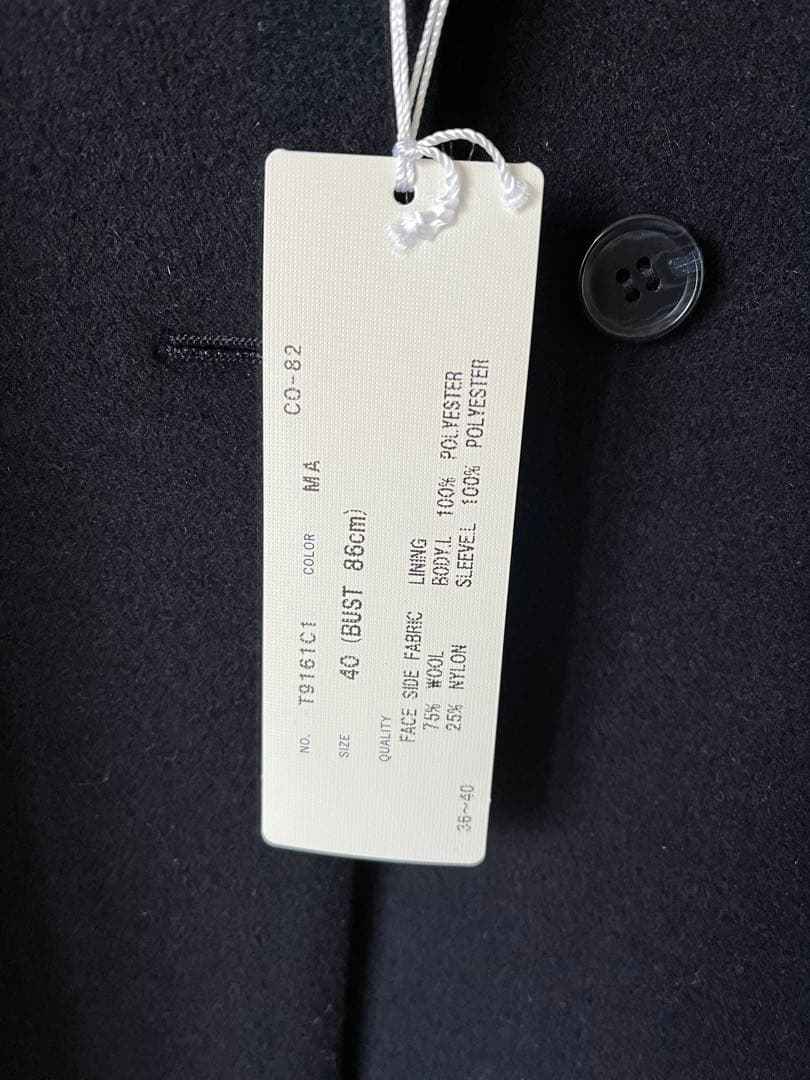 CO-82
NO. T9161C1 COLOR MA
SIZE 40 (BUST 86cm)
QUALITY
FACE SIDE FABRIC LINING
75% WOOL BODY.L 100% POLYESTER
25% NYLON SLEEVE.L 100% POLYESTER
36~40